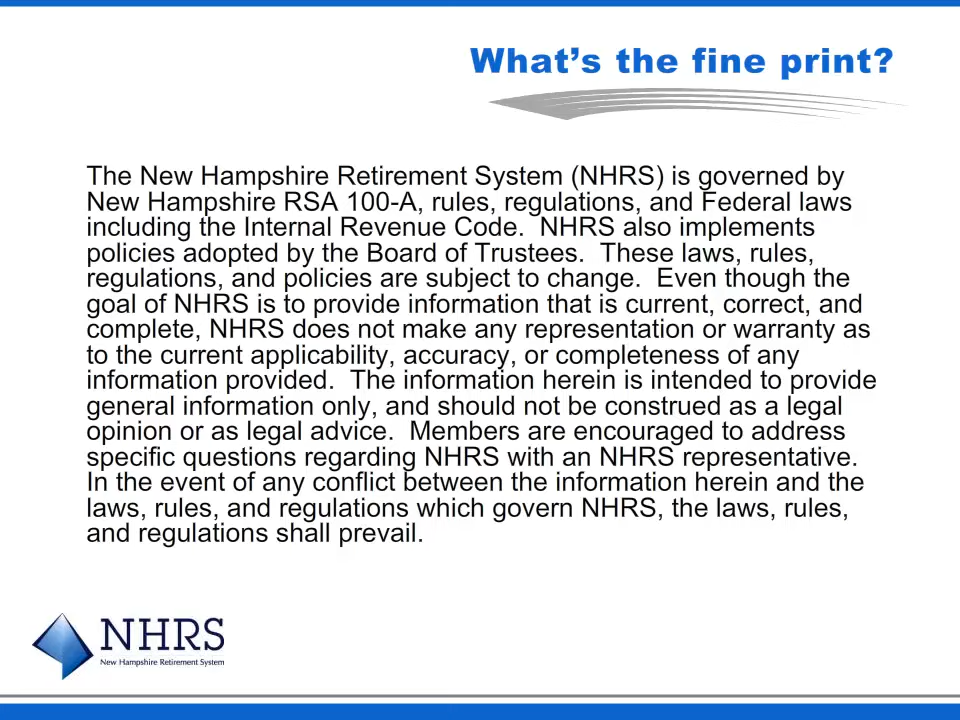 What's the fine print?
The New Hampshire Retirement System (NHRS) is governed by
New Hampshire RSA 100-A, rules, regulations, and Federal laws
including the Internal Revenue Code.  NHRS also implements
policies adopted by the Board of Trustees.  These laws, rules,
regulations, and policies are subject to change.  Even though the
goal of NHRS is to provide information that is current, correct, and
complete, NHRS does not make any representation or warranty as
to the current applicability, accuracy, or completeness of any
information provided.  The information herein is intended to provide
general information only, and should not be construed as a legal
opinion or as legal advice.  Members are encouraged to address
specific questions regarding NHRS with an NHRS representative.
In the event of any conflict between the information herein and the
laws, rules, and regulations which govern NHRS, the laws, rules,
and regulations shall prevail.
NHRS
New Hampshire Retirement System